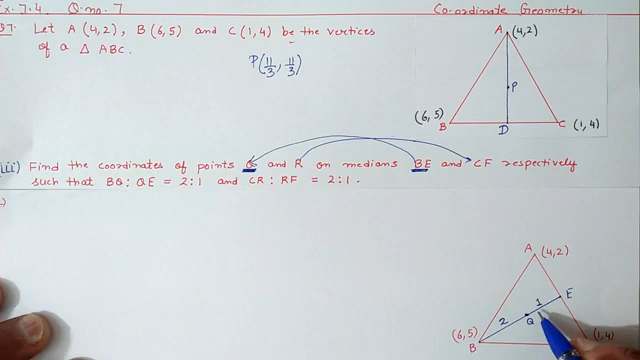 Ex. 7.4 Q.no. 7 Co-ordinate Geometry
Q7. Let A(4,2), B(6,5) and C(1,4) be the vertices
of a Δ ABC.
P(11/3, 11/3)
A (4,2)
P
(6,5) B D C (1,4)
iii) Find the coordinates of points Q and R on medians BE and CF respectively
such that BQ : QE = 2:1 and CR : RF = 2:1.
A (4,2)
E
1
2 Q
(6,5) B (1,4)